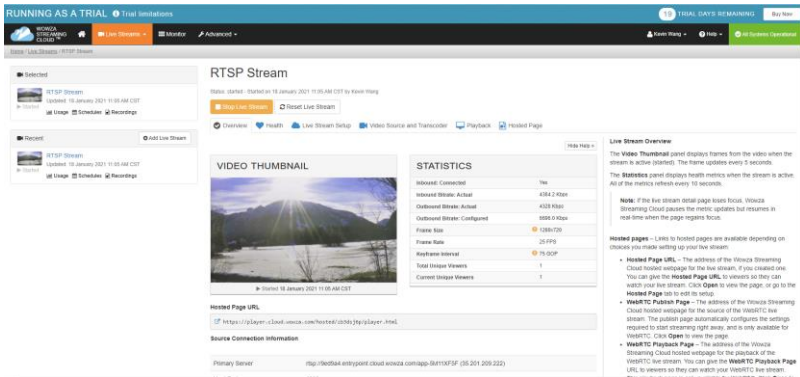 RUNNING AS A TRIAL Trial limitations
19 TRIAL DAYS REMAINING Buy Now
WOWZA
STREAMING
CLOUD™
Live Streams
Monitor
Advanced
Kevin Wang
Help
All Systems Operational
Home / Live Streams / RTSP Stream
Selected
RTSP Stream
Updated: 18 January 2021 11:05 AM CST
Started
Usage Schedules Recordings
Recent
Add Live Stream
RTSP Stream
Updated: 18 January 2021 11:05 AM CST
Started
Usage Schedules Recordings
RTSP Stream
Status: started - Started on 18 January 2021 11:05 AM CST by Kevin Wang
Stop Live Stream
Reset Live Stream
Overview Health Live Stream Setup Video Source and Transcoder Playback Hosted Page
Hide Help
VIDEO THUMBNAIL
Started 18 January 2021 11:05 AM CST
STATISTICS
Inbound: Connected Yes
Inbound Bitrate: Actual 4384.2 Kbps
Outbound Bitrate: Actual 4328 Kbps
Outbound Bitrate: Configured Kbps
Frame Size 1280x720
Frame Rate 25 FPS
Keyframe Interval 75 GOP
Total Unique Viewers 1
Current Unique Viewers 1
Hosted Page URL
Source Connection Information
Primary Server
Live Stream Overview
The Video Thumbnail panel displays frames from the video when the
stream is active (started). The frame updates every 5 seconds.
The Statistics panel displays health metrics when the stream is active.
All of the metrics refresh every 10 seconds.
Note: If the live stream detail page loses focus, Wowza
Streaming Cloud pauses the metric updates but resumes in
real-time when the page regains focus.
Hosted pages – Links to hosted pages are available depending on
choices you made setting up your live stream:
• Hosted Page URL – The address of the Wowza Streaming
Cloud hosted webpage for the live stream, if you created one.
You can give the Hosted Page URL to viewers so they can
watch your live stream. Click Open to view the page, or go to the
Hosted Page tab to edit its setup.
• WebRTC Publish Page – The address of the Wowza Streaming
Cloud hosted webpage for the source of the WebRTC live
stream. The publish page automatically configures the settings
required to start streaming right away, and is only available for
WebRTC. Click Open to view the page.
• WebRTC Playback Page – The address of the Wowza
Streaming Cloud hosted webpage for the playback of the
WebRTC live stream. You can give the WebRTC Playback Page
URL to viewers so they can watch your WebRTC live stream.